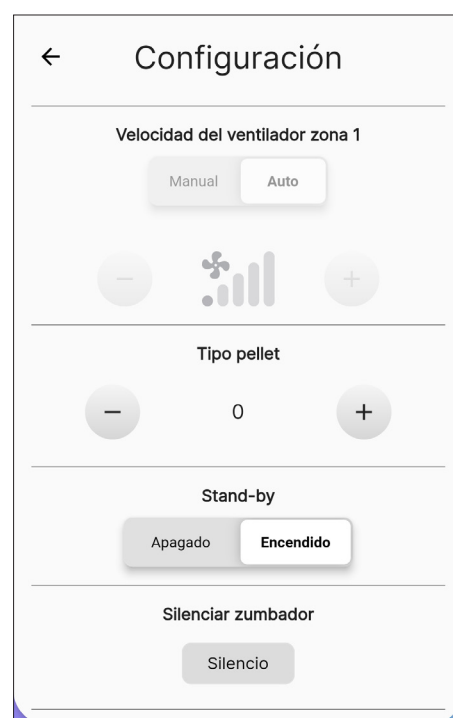 Configuración
Velocidad del ventilador zona 1
Manual Auto
Tipo pellet
0
Stand-by
Apagado Encendido
Silenciar zumbador
Silencio